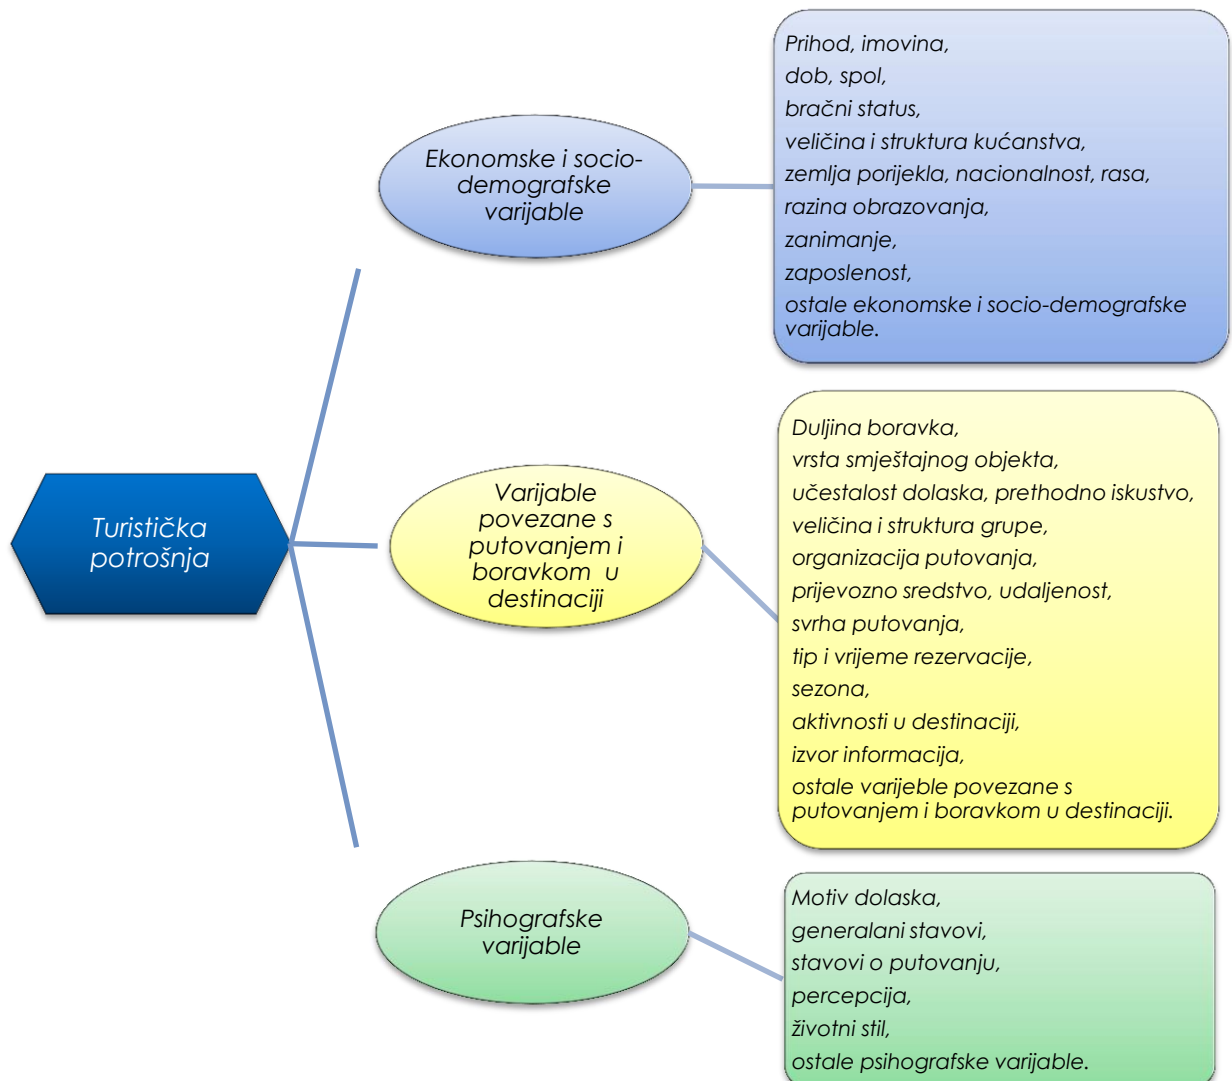 Turistička
potrošnja
Ekonomske i socio-
demografske
varijable
Prihod, imovina,
dob, spol,
bračni status,
veličina i struktura kućanstva,
zemlja porijekla, nacionalnost, rasa,
razina obrazovanja,
zanimanje,
zaposlenost,
ostale ekonomske i socio-demografske
varijable.
Varijable
povezane s
putovanjem i
boravkom u
destinaciji
Duljina boravka,
vrsta smještajnog objekta,
učestalost dolaska, prethodno iskustvo,
veličina i struktura grupe,
organizacija putovanja,
prijevozno sredstvo, udaljenost,
svrha putovanja,
tip i vrijeme rezervacije,
sezona,
aktivnosti u destinaciji,
izvor informacija,
ostale varijeble povezane s
putovanjem i boravkom u destinaciji.
Psihografske
varijable
Motiv dolaska,
generalani stavovi,
stavovi o putovanju,
percepcija,
životni stil,
ostale psihografske varijable.